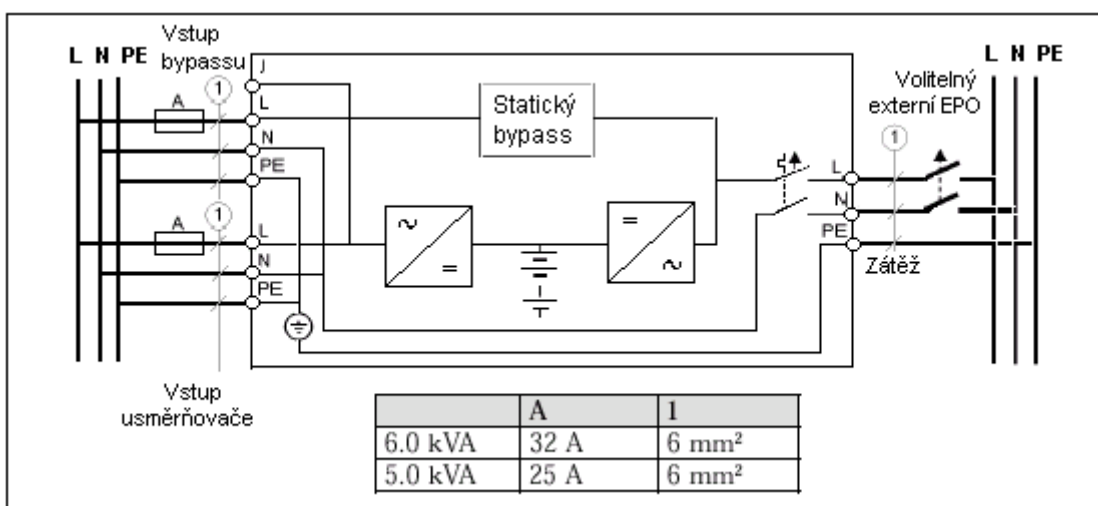 Vstup
bypassu
L N PE
A
1
J
L
N
PE
Statický
bypass
L N PE
Volitelný
externí EPO
1
L
N
PE
Zátěž
A
1
L
N
PE
~
=
=
~
Vstup
usměrňovače
A 1
6.0 kVA 32 A 6 mm²
5.0 kVA 25 A 6 mm²